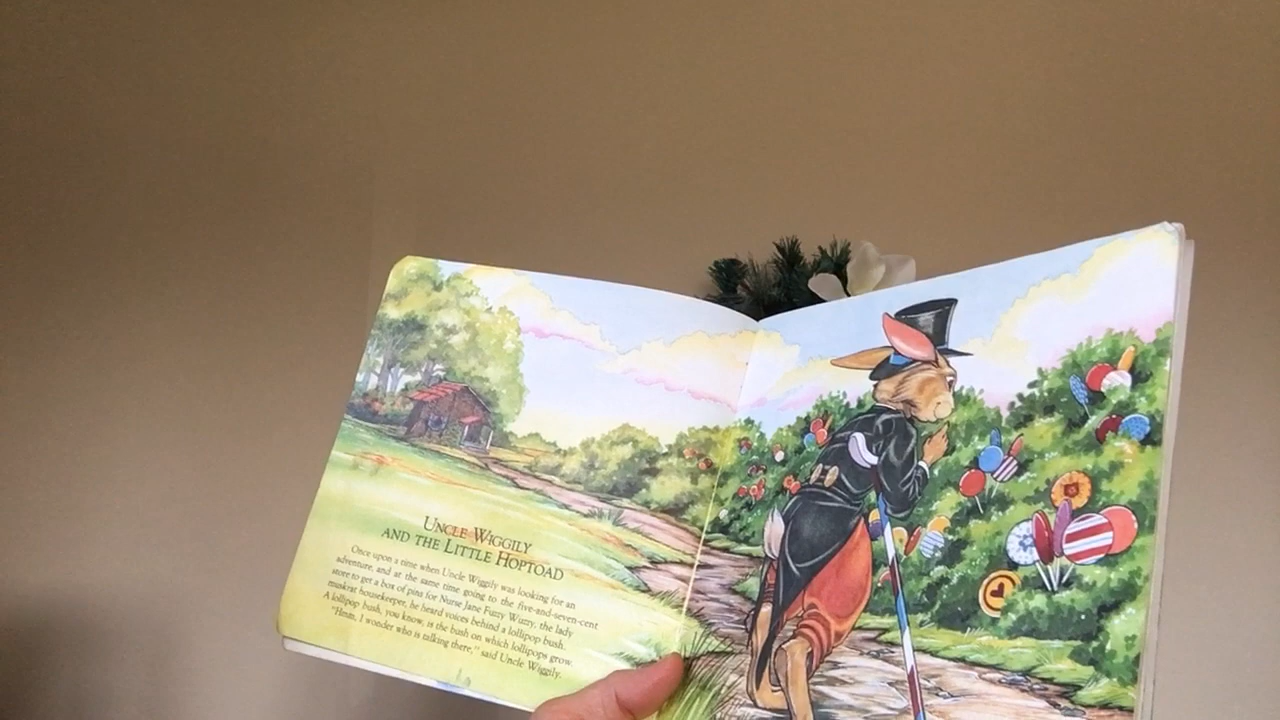 UNCLE WIGGILY
AND THE LITTLE HOPTOAD
Once upon a time when Uncle Wiggily was looking for an
adventure, and at the same time going to the five-and-seven-cent
store to get a box of pins for Nurse Jane Fuzzy Wuzzy, the lady
muskrat housekeeper, he heard voices behind a lollipop bush.
A lollipop bush, you know, is the bush on which lollipops grow.
"Hmm, I wonder who is talking there," said Uncle Wiggily.